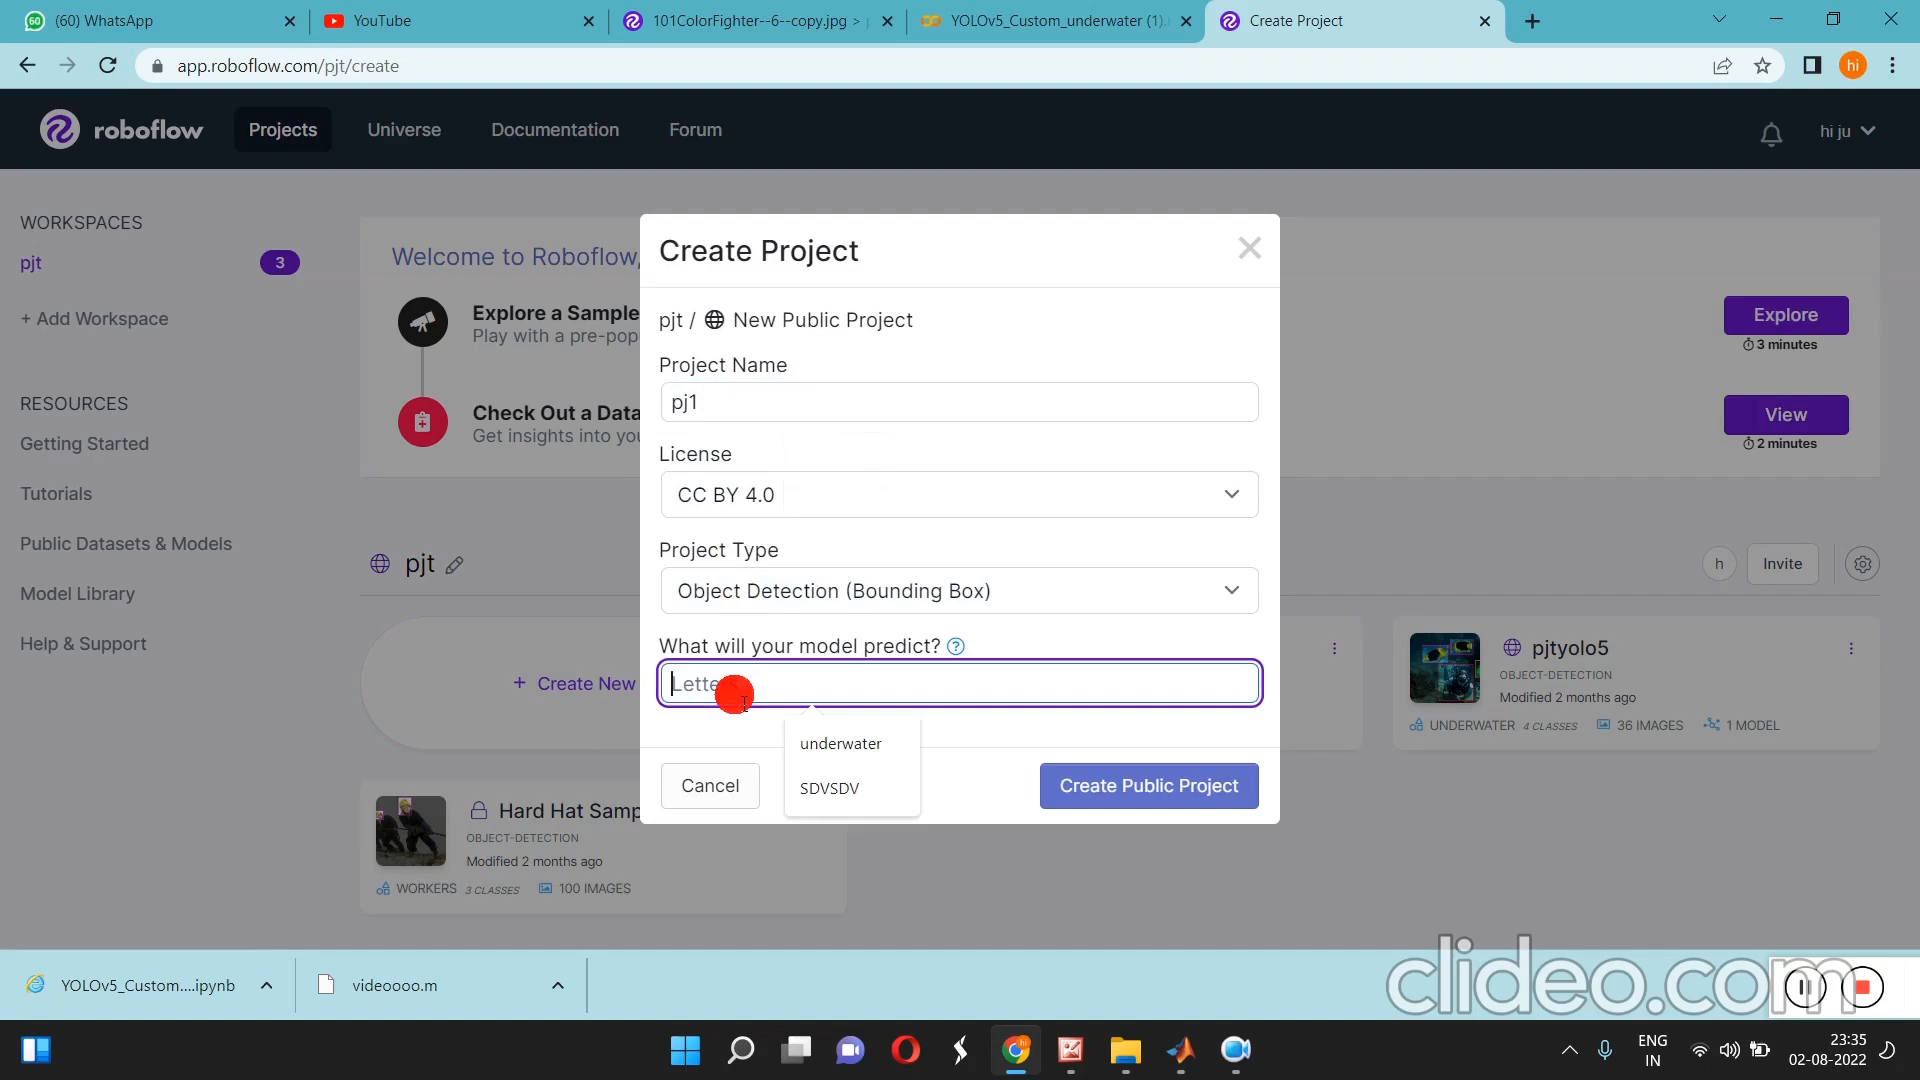 (60) WhatsApp
YouTube
101ColorFighter--6--copy.jpg >
YOLOv5_Custom_underwater (1).
Create Project
app.roboflow.com/pjt/create
hi
roboflow
Projects
Universe
Documentation
Forum
hi ju
WORKSPACES
pjt
3
+ Add Workspace
RESOURCES
Getting Started
Tutorials
Public Datasets & Models
Model Library
Help & Support
Welcome to Roboflow,
Explore a Sample
Play with a pre-pop
Explore
3 minutes
Check Out a Data
Get insights into you
View
2 minutes
pjt
h
Invite
+ Create New
pjtyolo5
OBJECT-DETECTION
Modified 2 months ago
UNDERWATER 4 CLASSES 36 IMAGES 1 MODEL
Hard Hat Samp
OBJECT-DETECTION
Modified 2 months ago
WORKERS 3 CLASSES 100 IMAGES
Create Project
pjt / New Public Project
Project Name
pj1
License
CC BY 4.0
Project Type
Object Detection (Bounding Box)
What will your model predict?
underwater
SDVSDV
Cancel
Create Public Project
YOLOv5_Custom....ipynb
videoooo.m
clideo.com
ENG
IN
23:35
02-08-2022